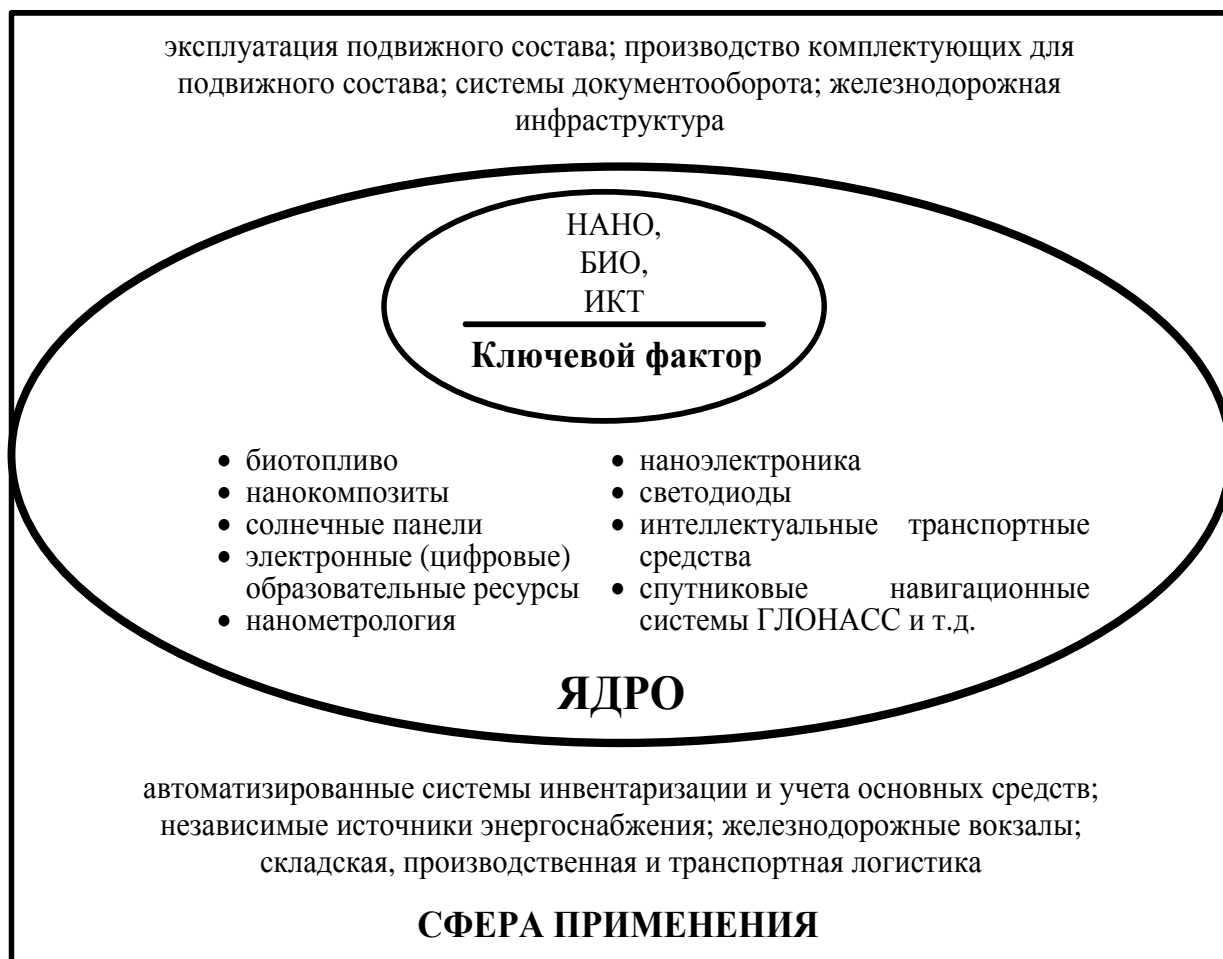 эксплуатация подвижного состава; производство комплектующих для
подвижного состава; системы документооборота; железнодорожная
инфраструктура
НАНО,
БИО,
ИКТ
Ключевой фактор
• биотопливо
• нанокомпозиты
• солнечные панели
• электронные (цифровые)
образовательные ресурсы
• нанометрология
• наноэлектроника
• светодиоды
• интеллектуальные транспортные
средства
• спутниковые навигационные
системы ГЛОНАСС и т.д.
ЯДРО
автоматизированные системы инвентаризации и учета основных средств;
независимые источники энергоснабжения; железнодорожные вокзалы;
складская, производственная и транспортная логистика
СФЕРА ПРИМЕНЕНИЯ